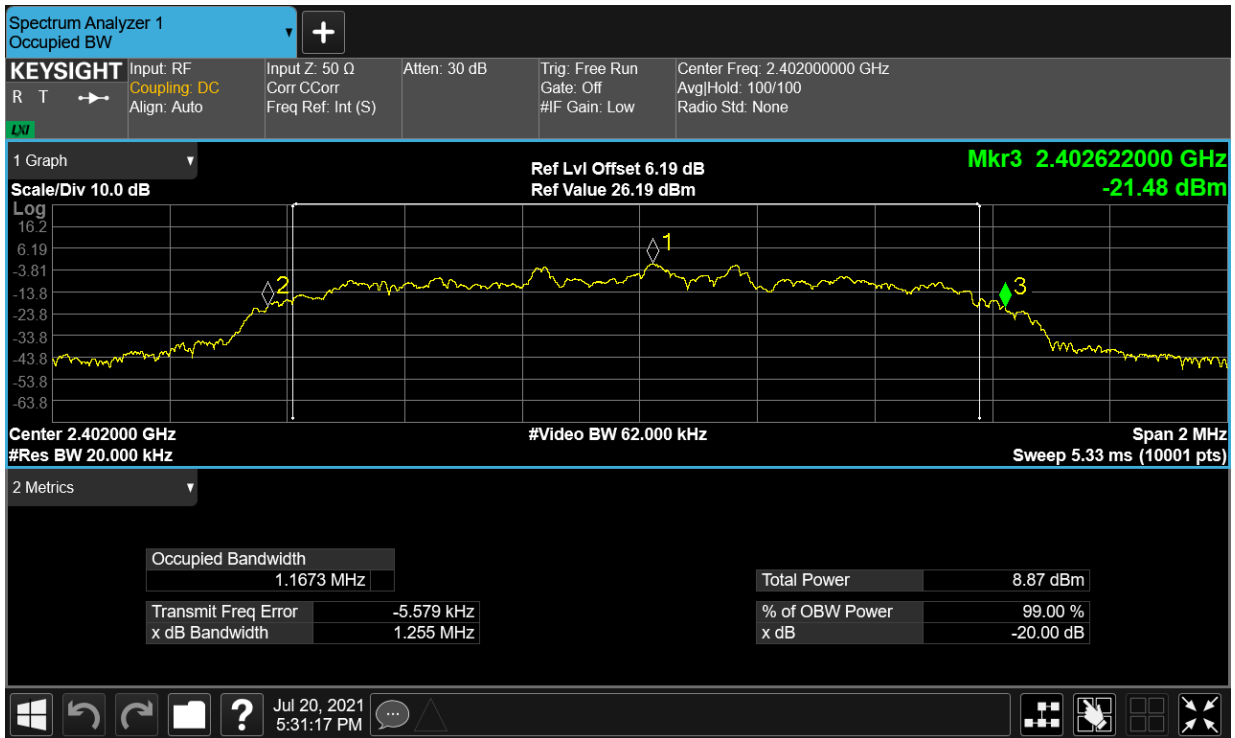 Spectrum Analyzer 1
Occupied BW
KEYSIGHT
R T
LXI
Input: RF
Coupling: DC
Align: Auto
Input Z: 50 Ω
Corr CCorr
Freq Ref: Int (S)
Atten: 30 dB
Trig: Free Run
Gate: Off
#IF Gain: Low
Center Freq: 2.402000000 GHz
Avg|Hold: 100/100
Radio Std: None
1 Graph
Scale/Div 10.0 dB
Ref Lvl Offset 6.19 dB
Ref Value 26.19 dBm
Mkr3 2.402622000 GHz
-21.48 dBm
Log
16.2
6.19
-3.81
-13.8
-23.8
-33.8
-43.8
-53.8
-63.8
1
2
3
Center 2.402000 GHz
#Video BW 62.000 kHz
Span 2 MHz
#Res BW 20.000 kHz
Sweep 5.33 ms (10001 pts)
2 Metrics
Occupied Bandwidth
1.1673 MHz
Transmit Freq Error -5.579 kHz
x dB Bandwidth 1.255 MHz
Total Power 8.87 dBm
% of OBW Power 99.00 %
x dB -20.00 dB
?
Jul 20, 2021
5:31:17 PM